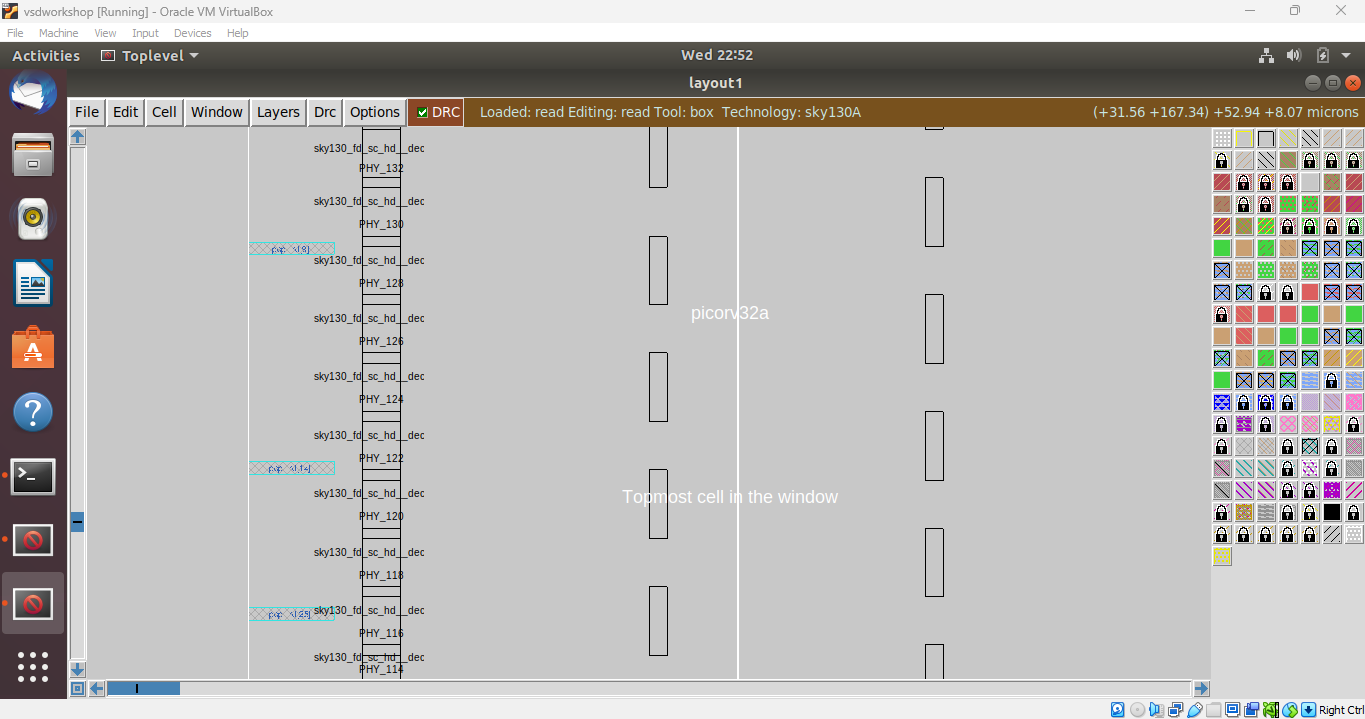 vsdworkshop [Running] - Oracle VM VirtualBox
File Machine View Input Devices Help
Activities Toplevel Wed 22:52
layout1
File Edit Cell Window Layers Drc Options DRC Loaded: read Editing: read Tool: box Technology: sky130A (+31.56 +167.34) +52.94 +8.07 microns
sky130_fd_sc_hd__dec
PHY_132
sky130_fd_sc_hd__dec
PHY_130
sky130_fd_sc_hd__dec
PHY_128
picorv32a
sky130_fd_sc_hd__dec
PHY_126
sky130_fd_sc_hd__dec
PHY_124
sky130_fd_sc_hd__dec
PHY_122
sky130_fd_sc_hd__dec
Topmost cell in the window
PHY_120
sky130_fd_sc_hd__dec
PHY_118
sky130_fd_sc_hd__dec
PHY_116
sky130_fd_sc_hd__dec
PHY_114
Right Ctrl